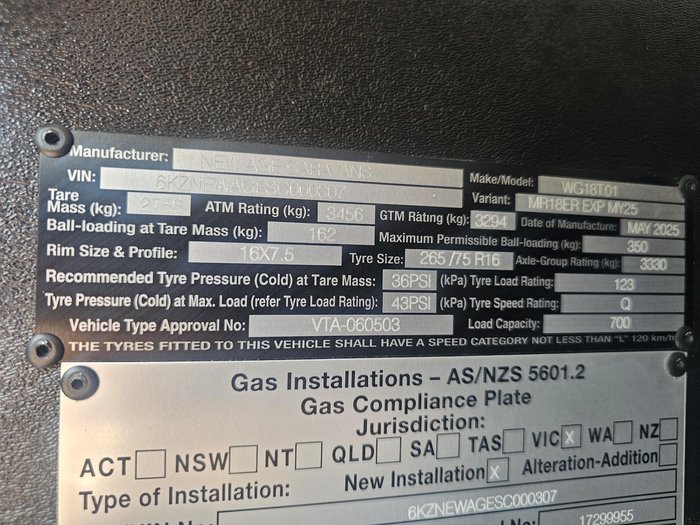 Manufacturer: NEW AGE CARAVANS
VIN: 6KZNEWAGESC000307 Make/Model: WG18T.01
Variant: MR18ER EXP MY25
Tare Mass (kg): ATM Rating (kg): 3456 GTM Rating (kg): 3294 Date of Manufacture: MAY 2025
Ball-loading at Tare Mass (kg): 162 Maximum Permissible Ball-loading (kg): 350
Rim Size & Profile: 16X7.5 Tyre Size: 265 /75 R16 Axle-Group Rating (kg): 3330
Recommended Tyre Pressure (Cold) at Tare Mass: 36PSI (kPa) Tyre Load Rating: 123
Tyre Pressure (Cold) at Max. Load (refer Tyre Load Rating): 43PSI (kPa) Tyre Speed Rating: Q
Vehicle Type Approval No: VTA-060503 Load Capacity: 700
THE TYRES FITTED TO THIS VEHICLE SHALL HAVE A SPEED CATEGORY NOT LESS THAN "L" 120 km/h
Gas Installations – AS/NZS 5601.2
Gas Compliance Plate
Jurisdiction:
ACT NSW NT QLD SA TAS VIC X WA NZ
Type of Installation: New Installation X Alteration-Addition
6KZNEWAGESC000307
17299955